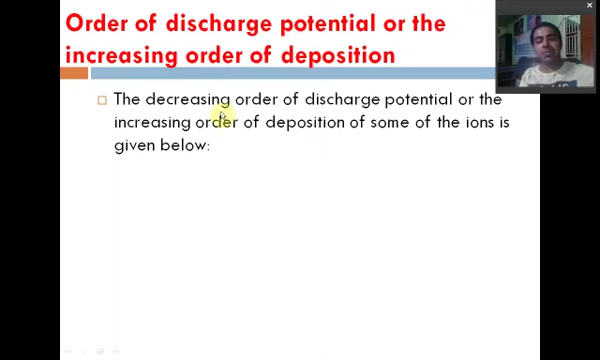 Order of discharge potential or the
increasing order of deposition
The decreasing order of discharge potential or the
increasing order of deposition of some of the ions is
given below: